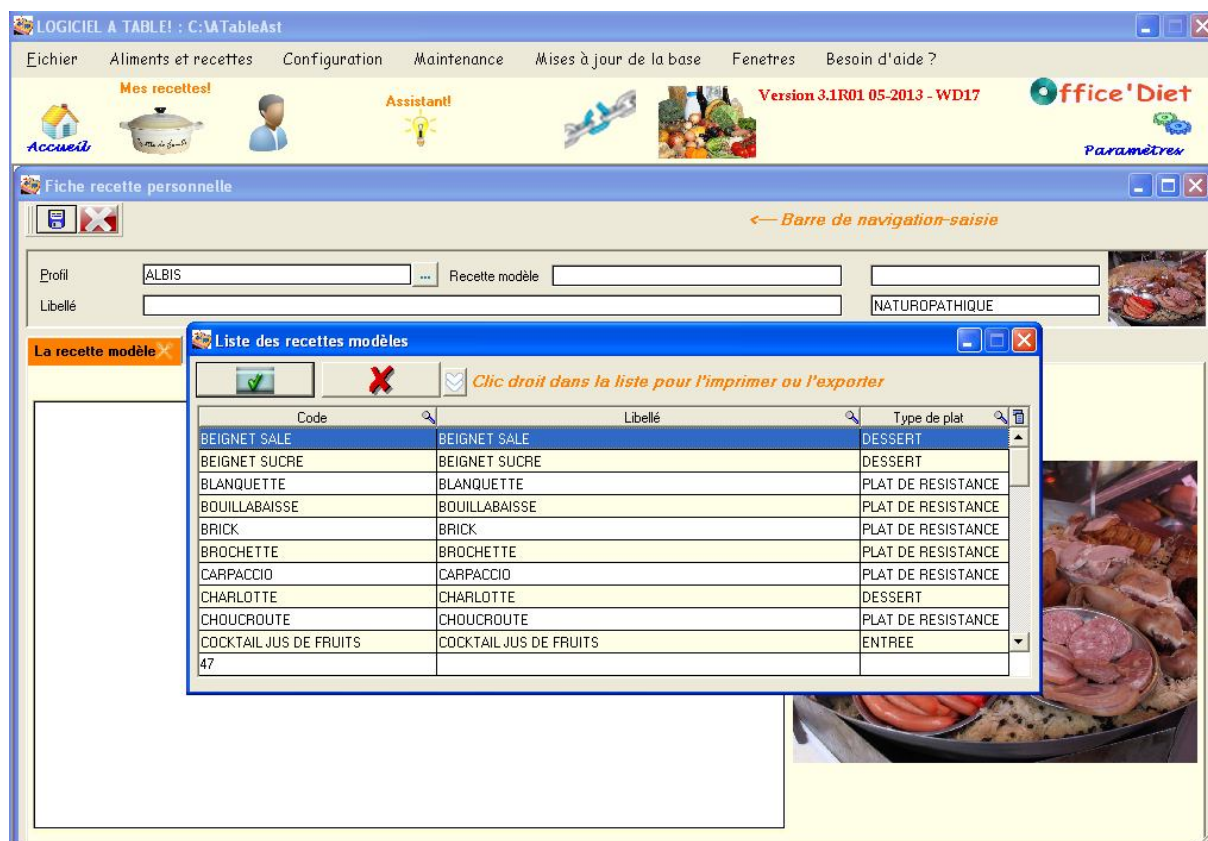 LOGICIEL A TABLE! : C:\ATableAst
Fichier Aliments et recettes Configuration Maintenance Mises à jour de la base Fenetres Besoin d'aide ?
Mes recettes! Assistant! Version 3.1R01 05-2013 - WD17 Office'Diet
Accueil Paramètres
Fiche recette personnelle
<— Barre de navigation-saisie
Profil ALBIS ... Recette modèle
Libellé NATUROPATHIQUE
La recette modèle
Liste des recettes modèles
Clic droit dans la liste pour l'imprimer ou l'exporter
Code Libellé Type de plat
BEIGNET SALE BEIGNET SALE DESSERT
BEIGNET SUCRE BEIGNET SUCRE DESSERT
BLANQUETTE BLANQUETTE PLAT DE RESISTANCE
BOUILLABAISSE BOUILLABAISSE PLAT DE RESISTANCE
BRICK BRICK PLAT DE RESISTANCE
BROCHETTE BROCHETTE PLAT DE RESISTANCE
CARPACCIO CARPACCIO PLAT DE RESISTANCE
CHARLOTTE CHARLOTTE DESSERT
CHOUCROUTE CHOUCROUTE PLAT DE RESISTANCE
COCKTAIL JUS DE FRUITS COCKTAIL JUS DE FRUITS ENTREE
47